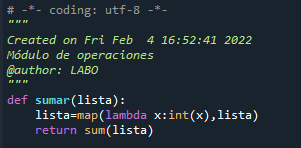 # -*- coding: utf-8 -*-
"""
Created on Fri Feb  4 16:52:41 2022
Módulo de operaciones
@author: LABO
"""
def sumar(lista):
    lista=map(lambda x:int(x),lista)
    return sum(lista)